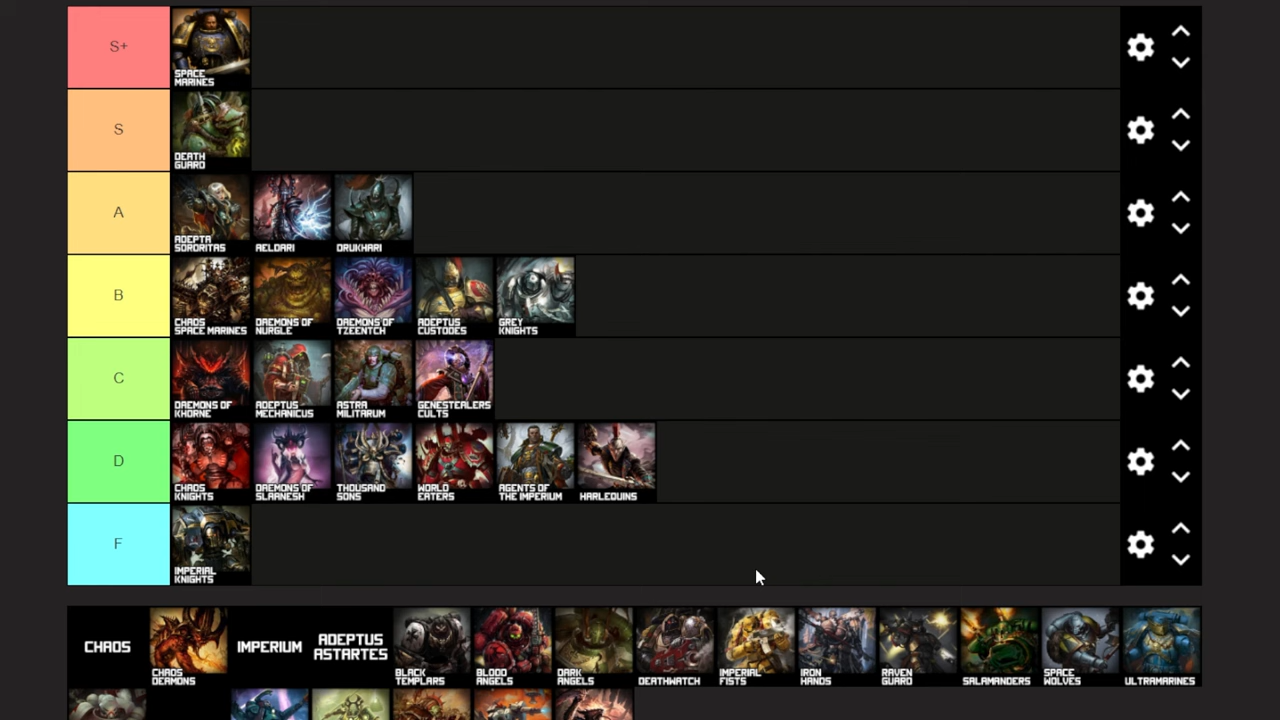 S+
SPACE
MARINES
S
DEATH
GUARD
A
ADEPTA
SORORITAS
AELDARI
DRUKHARI
B
CHAOS
SPACE MARINES
DAEMONS OF
NURGLE
DAEMONS OF
TZEENTCH
ADEPTUS
CUSTODES
GREY
KNIGHTS
C
DAEMONS OF
KHORNE
ADEPTUS
MECHANICUS
ASTRA
MILITARUM
GENESTEALERS
CULTS
D
CHAOS
KNIGHTS
DAEMONS OF
SLAANESH
THOUSAND
SONS
WORLD
EATERS
AGENTS OF
THE IMPERIUM
HARLEQUINS
F
IMPERIAL
KNIGHTS
CHAOS
CHAOS
DEAMONS
IMPERIUM
ADEPTUS
ASTARTES
BLACK
TEMPLARS
BLOOD
ANGELS
DARK
ANGELS
DEATHWATCH
IMPERIAL
FISTS
IRON
HANDS
RAVEN
GUARD
SALAMANDERS
SPACE
WOLVES
ULTRAMARINES